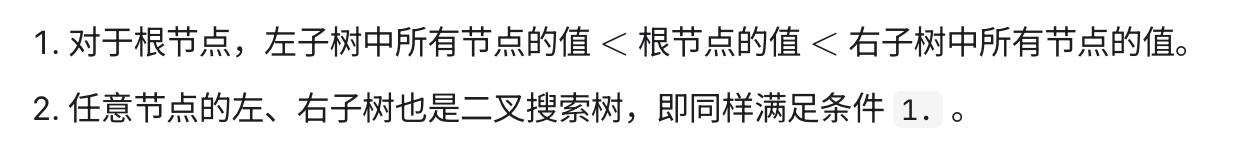 1. 对于根节点，左子树中所有节点的值 < 根节点的值 < 右子树中所有节点的值。
2. 任意节点的左、右子树也是二叉搜索树，即同样满足条件 1. 。